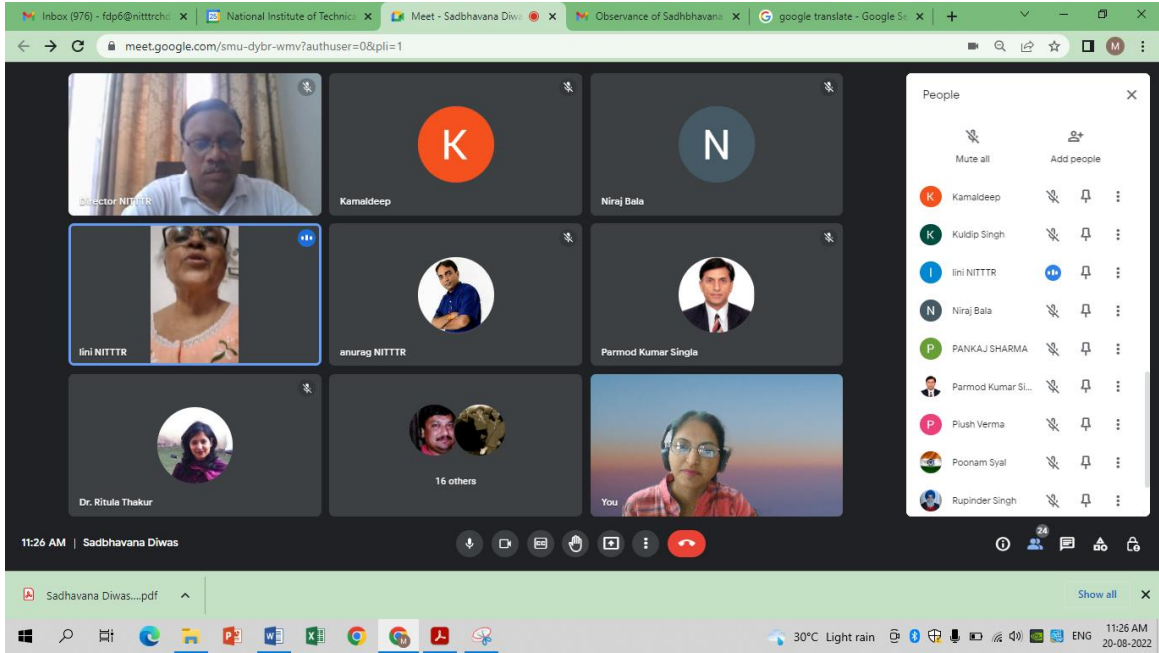 Inbox (976) - fdp6@nitttrchd
National Institute of Technica
Meet - Sadbhavana Diwa
Observance of Sadhbhavana
google translate - Google Se
meet.google.com/smu-dybr-wmv?authuser=0&pli=1
M
Director NITTTR
K
Kamaldeep
N
Niraj Bala
lini NITTTR
anurag NITTTR
Parmod Kumar Singla
Dr. Ritula Thakur
16 others
You
People
Mute all
Add people
K Kamaldeep
K Kuldip Singh
l lini NITTTR
N Niraj Bala
P PANKAJ SHARMA
Parmod Kumar Si...
P Piush Verma
Poonam Syal
Rupinder Singh
11:26 AM | Sadbhavana Diwas
24
Sadhavana Diwas....pdf
Show all
30°C Light rain
ENG
11:26 AM
20-08-2022